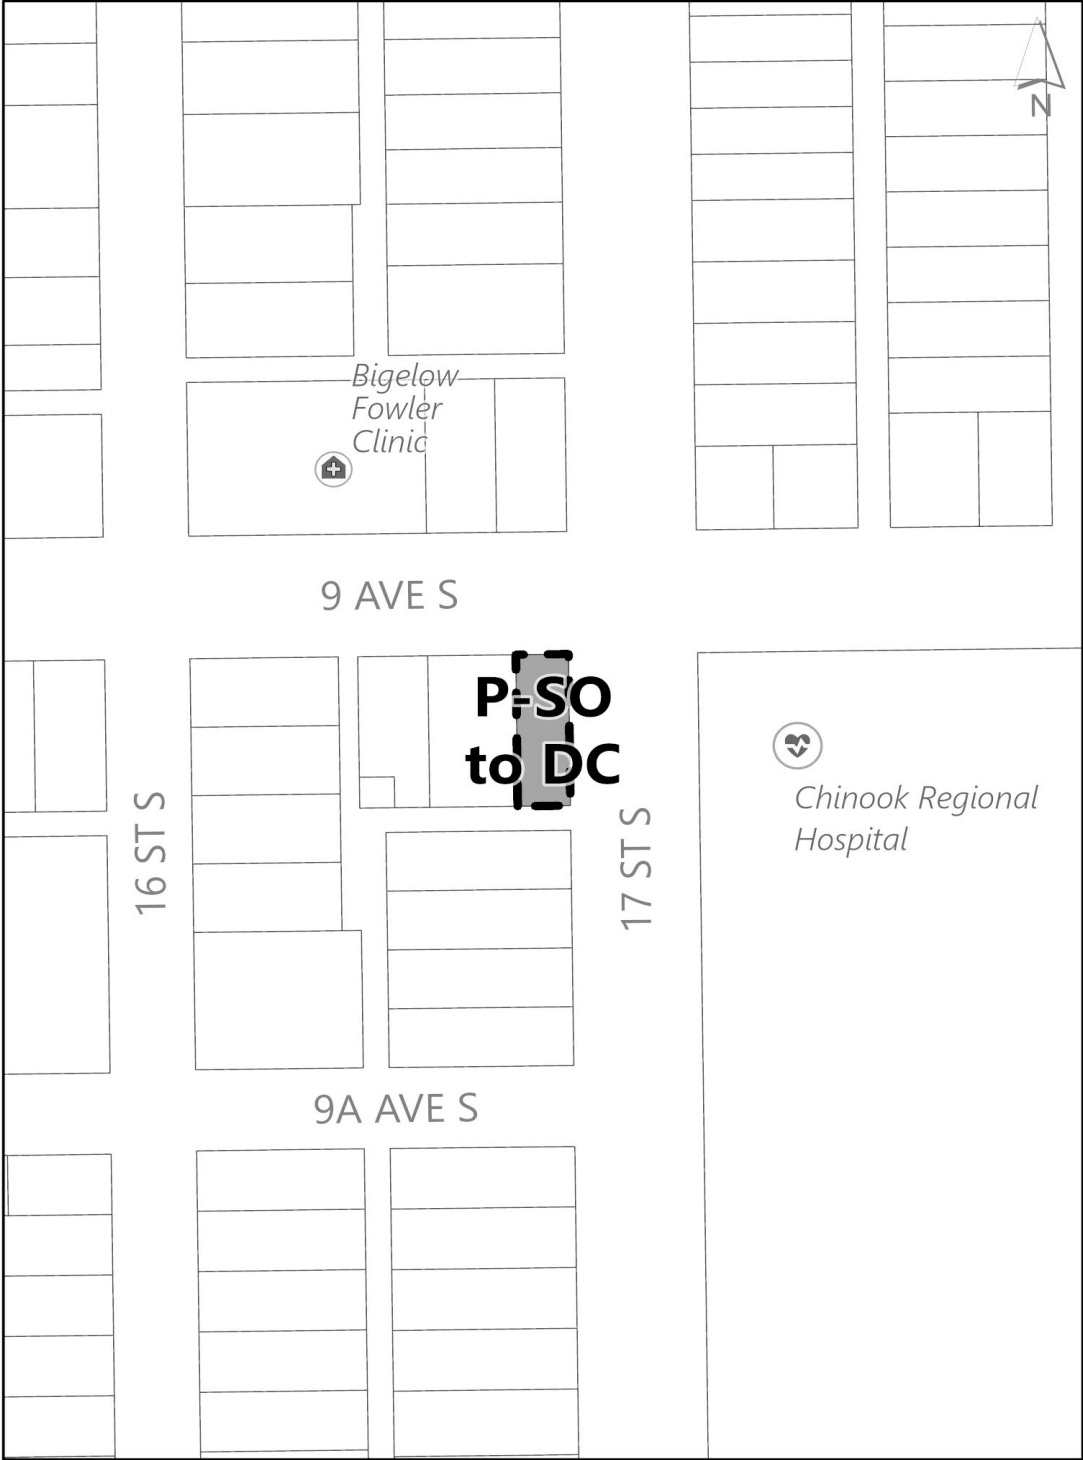 N
Bigelow
Fowler
Clinic
9 AVE S
P-SO
to DC
Chinook Regional
Hospital
16 ST S
17 ST S
9A AVE S